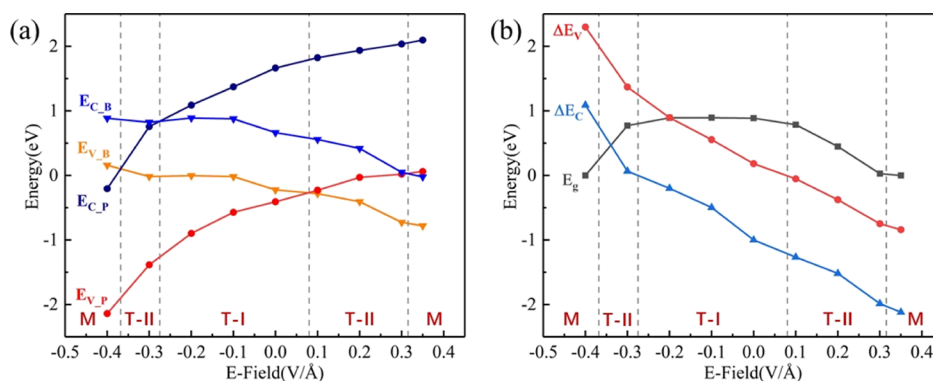 (a)
Energy(eV)
2
1
0
-1
-2
E_C_B
E_V_B
E_C_P
E_V_P
M T-II T-I T-II M
-0.5 -0.4 -0.3 -0.2 -0.1 0.0 0.1 0.2 0.3 0.4
E-Field(V/Å)
(b)
Energy(eV)
2
1
0
-1
-2
ΔE_V
ΔE_C
E_g
M T-II T-I T-II M
-0.5 -0.4 -0.3 -0.2 -0.1 0.0 0.1 0.2 0.3 0.4
E-Field(V/Å)